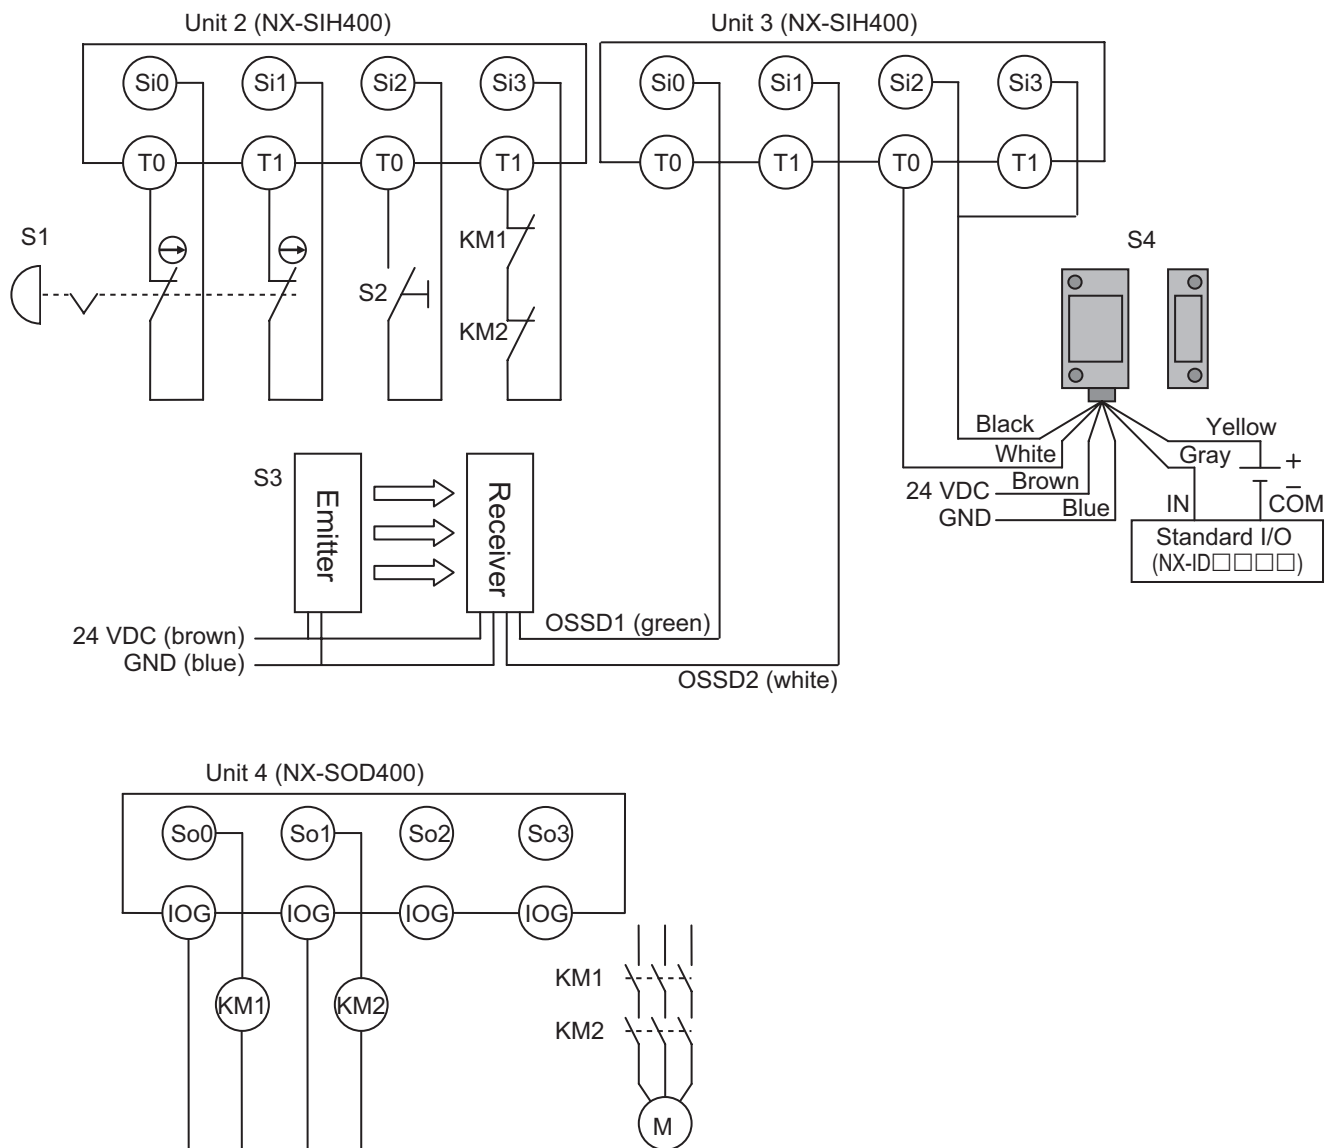 Unit 2 (NX-SIH400)
Unit 3 (NX-SIH400)
Si0 Si1 Si2 Si3
Si0 Si1 Si2 Si3
T0 T1 T0 T1
T0 T1 T0 T1
S1
KM1
S2
KM2
S4
Black
White
Brown
24 VDC
Blue
GND
Yellow
Gray
+
−
IN
COM
Standard I/O
(NX-ID□□□□)
S3
Emitter
Receiver
24 VDC (brown)
GND (blue)
OSSD1 (green)
OSSD2 (white)
Unit 4 (NX-SOD400)
So0 So1 So2 So3
IOG IOG IOG IOG
KM1 KM2
KM1
KM2
M